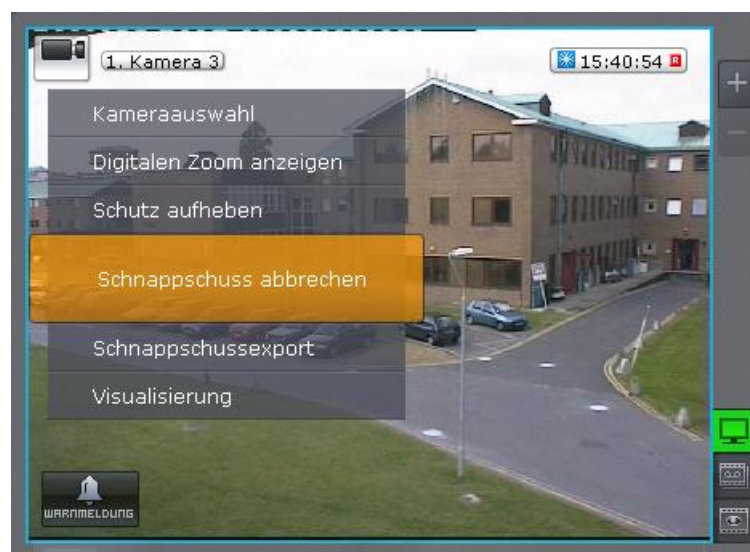 1. Kamera 3
15:40:54 R
Kameraauswahl
Digitalen Zoom anzeigen
Schutz aufheben
Schnappschuss abbrechen
Schnappschussexport
Visualisierung
WARNMELDUNG